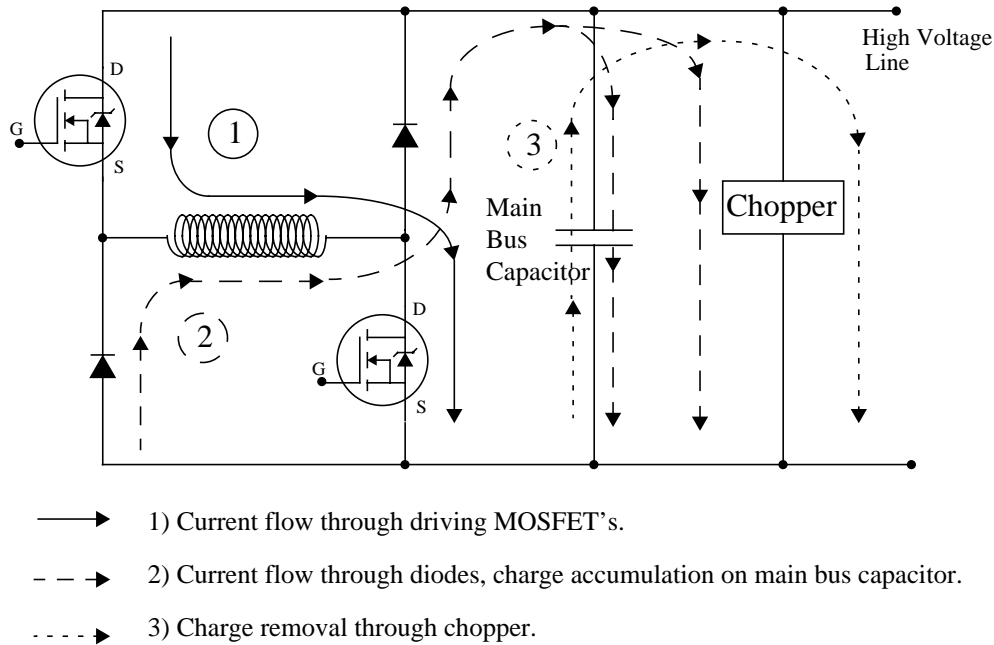 High Voltage
Line
D
G
S
1
3
Main
Bus
Capacitor
Chopper
2
D
G
S
1) Current flow through driving MOSFET’s.
2) Current flow through diodes, charge accumulation on main bus capacitor.
3) Charge removal through chopper.